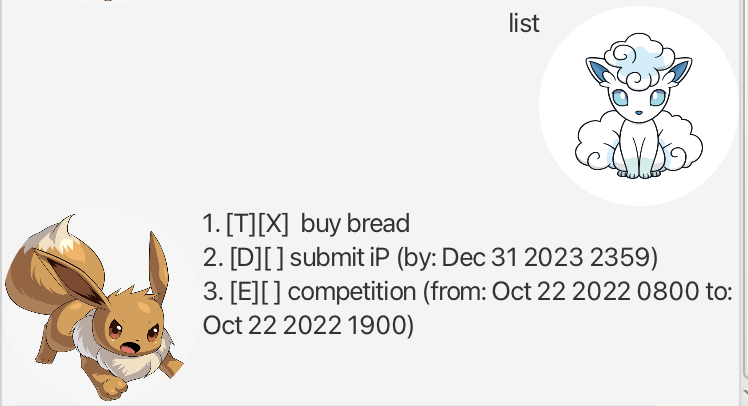 list
1. [T][X]  buy bread
2. [D][ ] submit iP (by: Dec 31 2023 2359)
3. [E][ ] competition (from: Oct 22 2022 0800 to:
Oct 22 2022 1900)